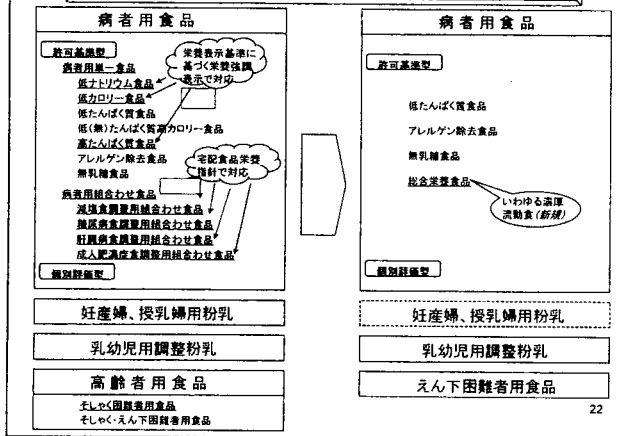 病者用食品
許可基準型
病者用単一食品
低ナトリウム食品
低カロリー食品
低たんぱく質食品
低(無)たんぱく質高カロリー食品
高たんぱく質食品
アレルゲン除去食品
無乳糖食品
栄養表示基準に
基づく栄養強調
表示で対応
宅配食品栄養
指針で対応
病者用組合わせ食品
減塩食調整用組合わせ食品
糖尿病食調整用組合わせ食品
肝臓病食調整用組合わせ食品
成人肥満症食調整用組合わせ食品
個別評価型
妊産婦、授乳婦用粉乳
乳幼児用調整粉乳
高齢者用食品
そしゃく困難者用食品
そしゃく・えん下困難者用食品
病者用食品
許可基準型
低たんぱく質食品
アレルゲン除去食品
無乳糖食品
総合栄養食品
いわゆる濃厚
流動食(新規)
個別評価型
妊産婦、授乳婦用粉乳
乳幼児用調整粉乳
えん下困難者用食品
22